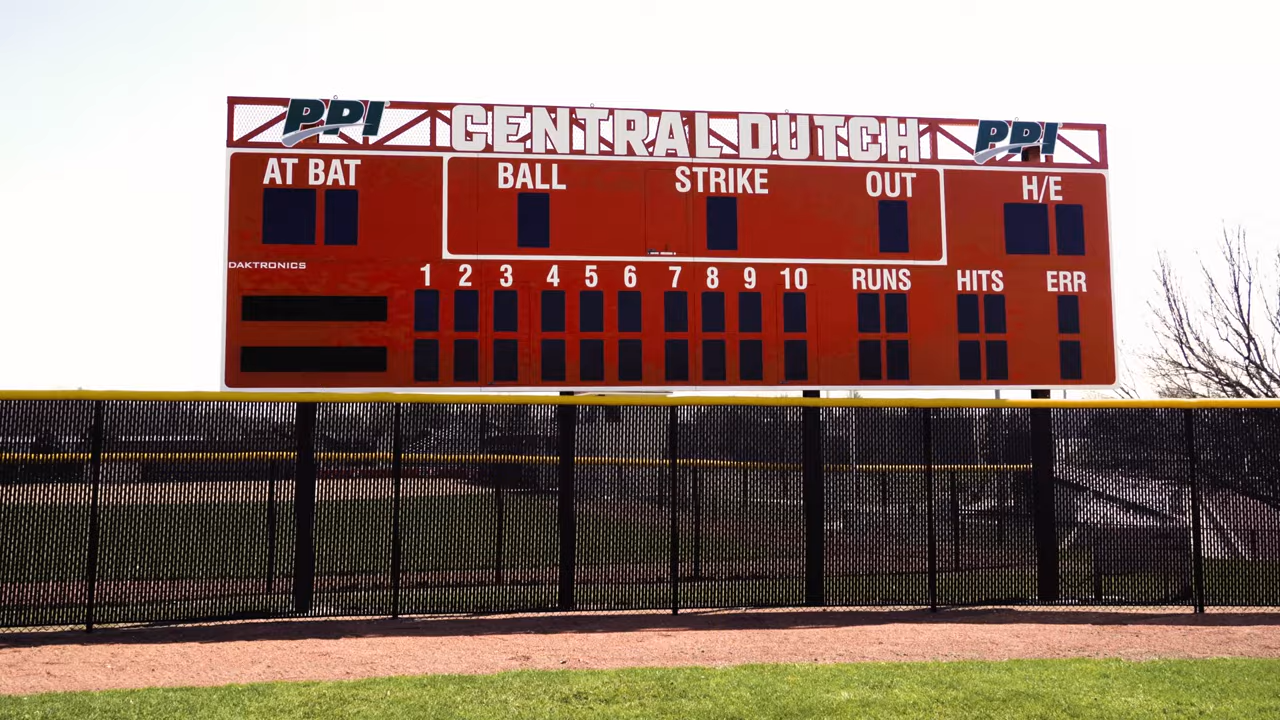 PPI CENTRAL DUTCH PPI
AT BAT BALL STRIKE OUT H/E
DAKTRONICS
1 2 3 4 5 6 7 8 9 10 RUNS HITS ERR